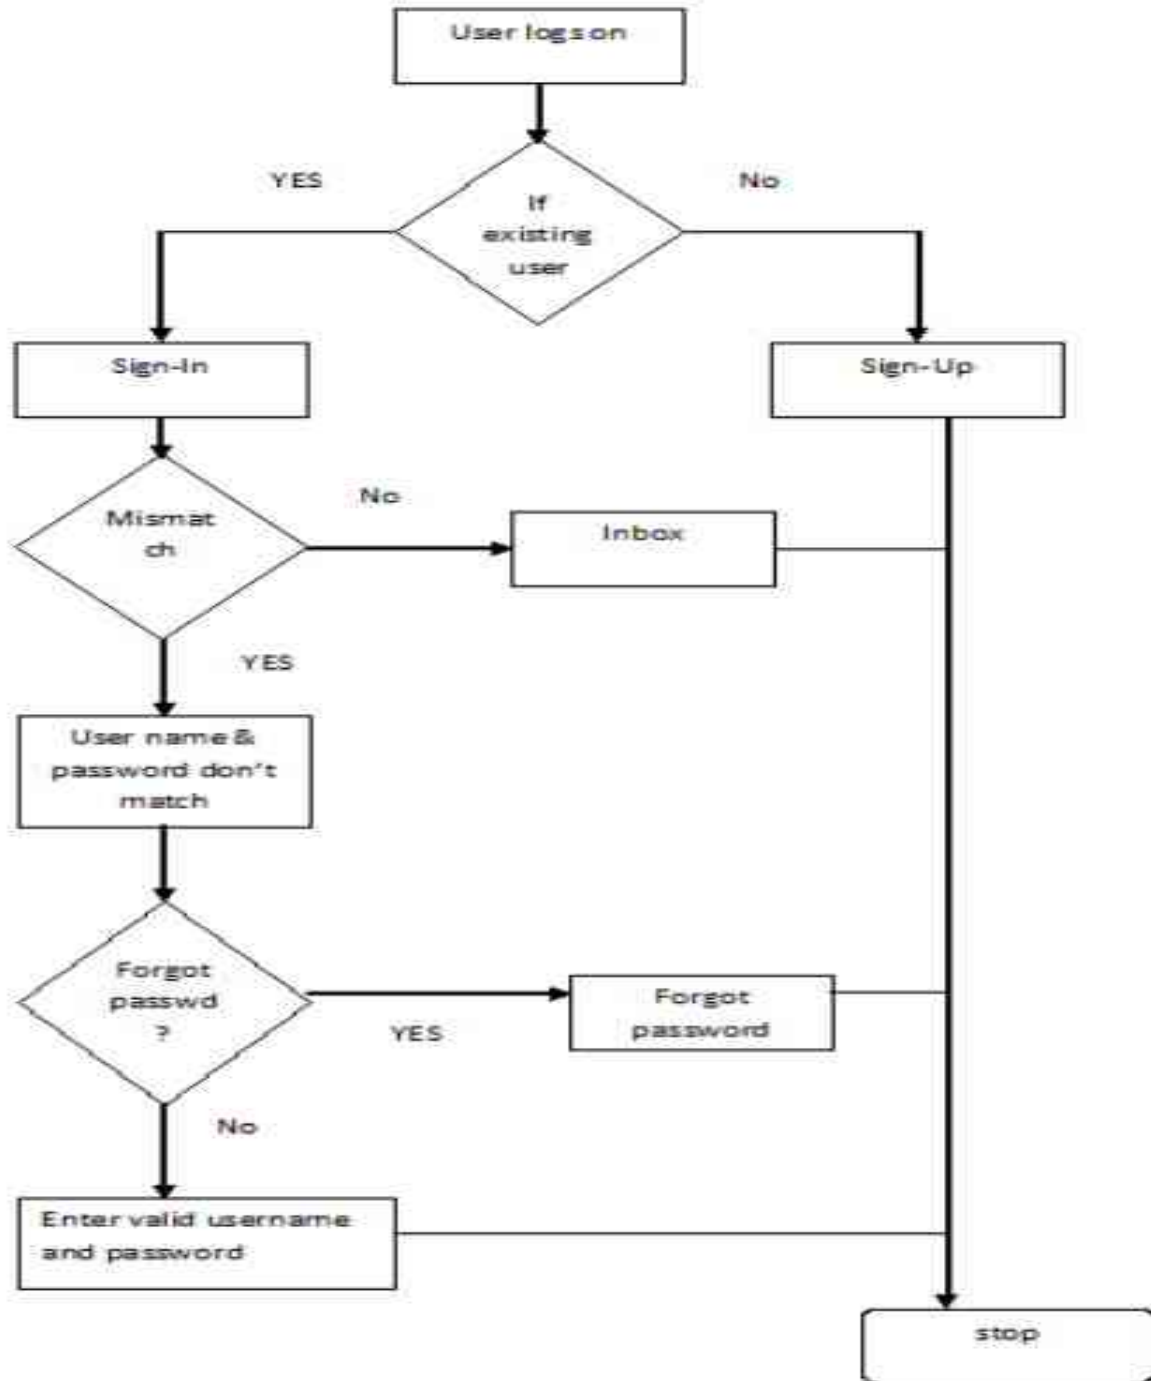 User logs on
YES
No
If
existing
user
Sign-In
Sign-Up
Mismat
ch
No
Inbox
YES
User name &
password don't
match
Forgot
passwd
?
YES
Forgot
password
No
Enter valid username
and password
stop